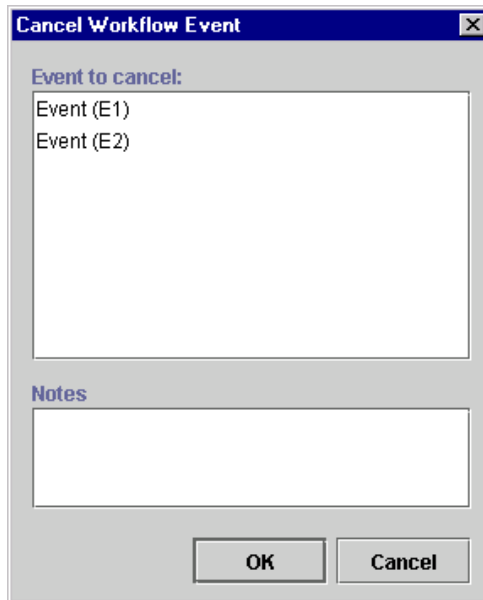 Cancel Workflow Event
Event to cancel:
Event (E1)
Event (E2)
Notes
OK Cancel